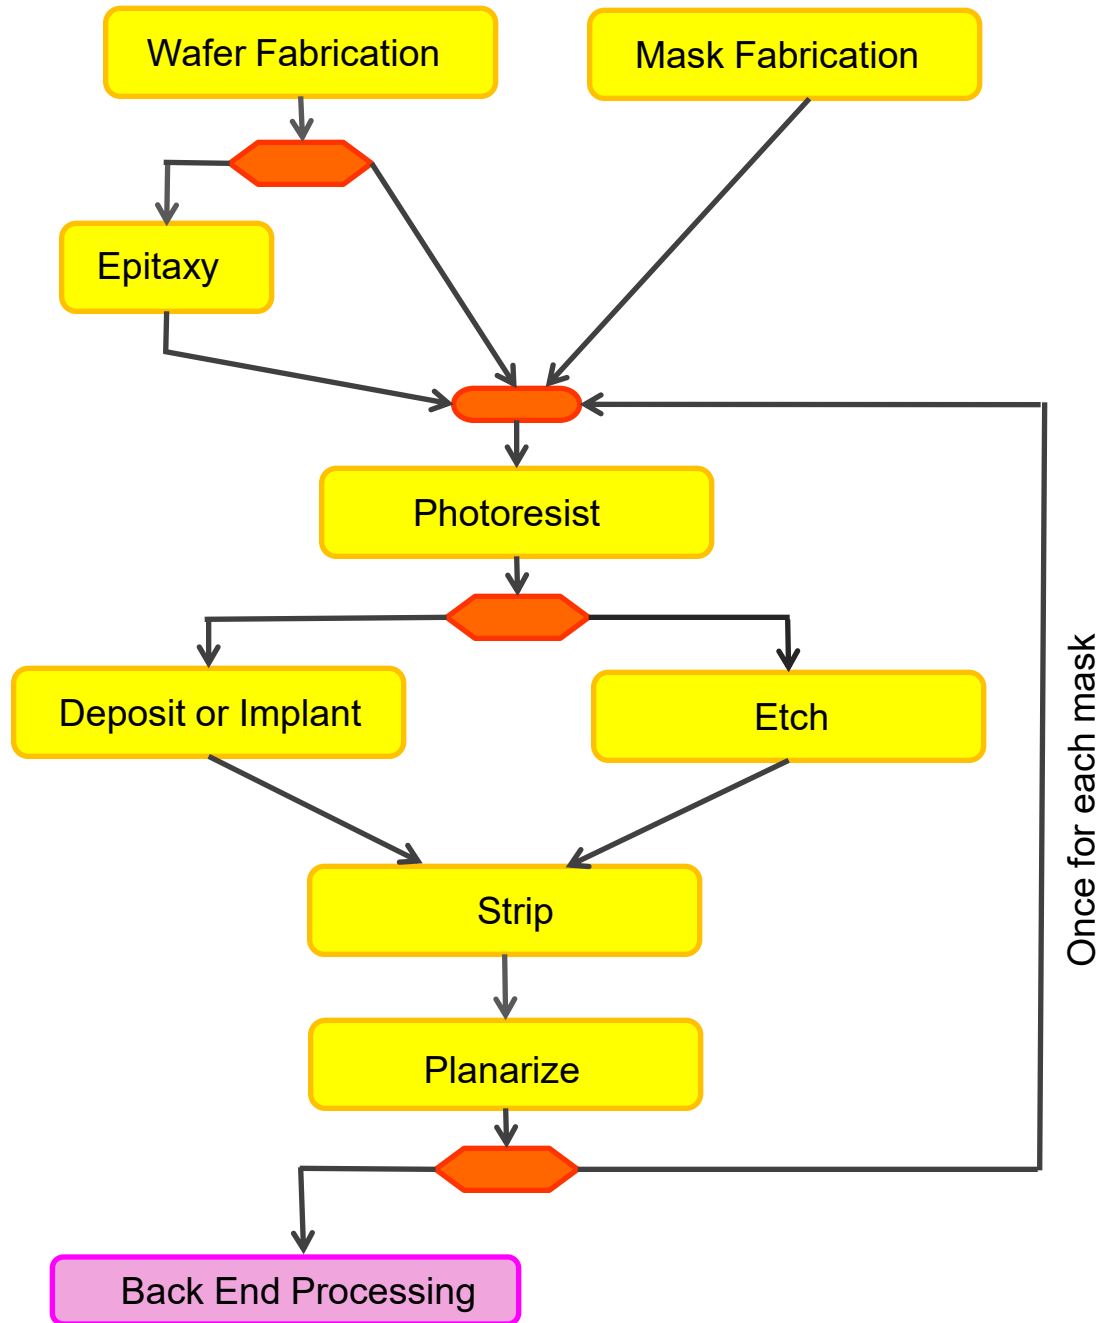 Wafer Fabrication
Mask Fabrication
Epitaxy
Photoresist
Deposit or Implant
Etch
Once for each mask
Strip
Planarize
Back End Processing